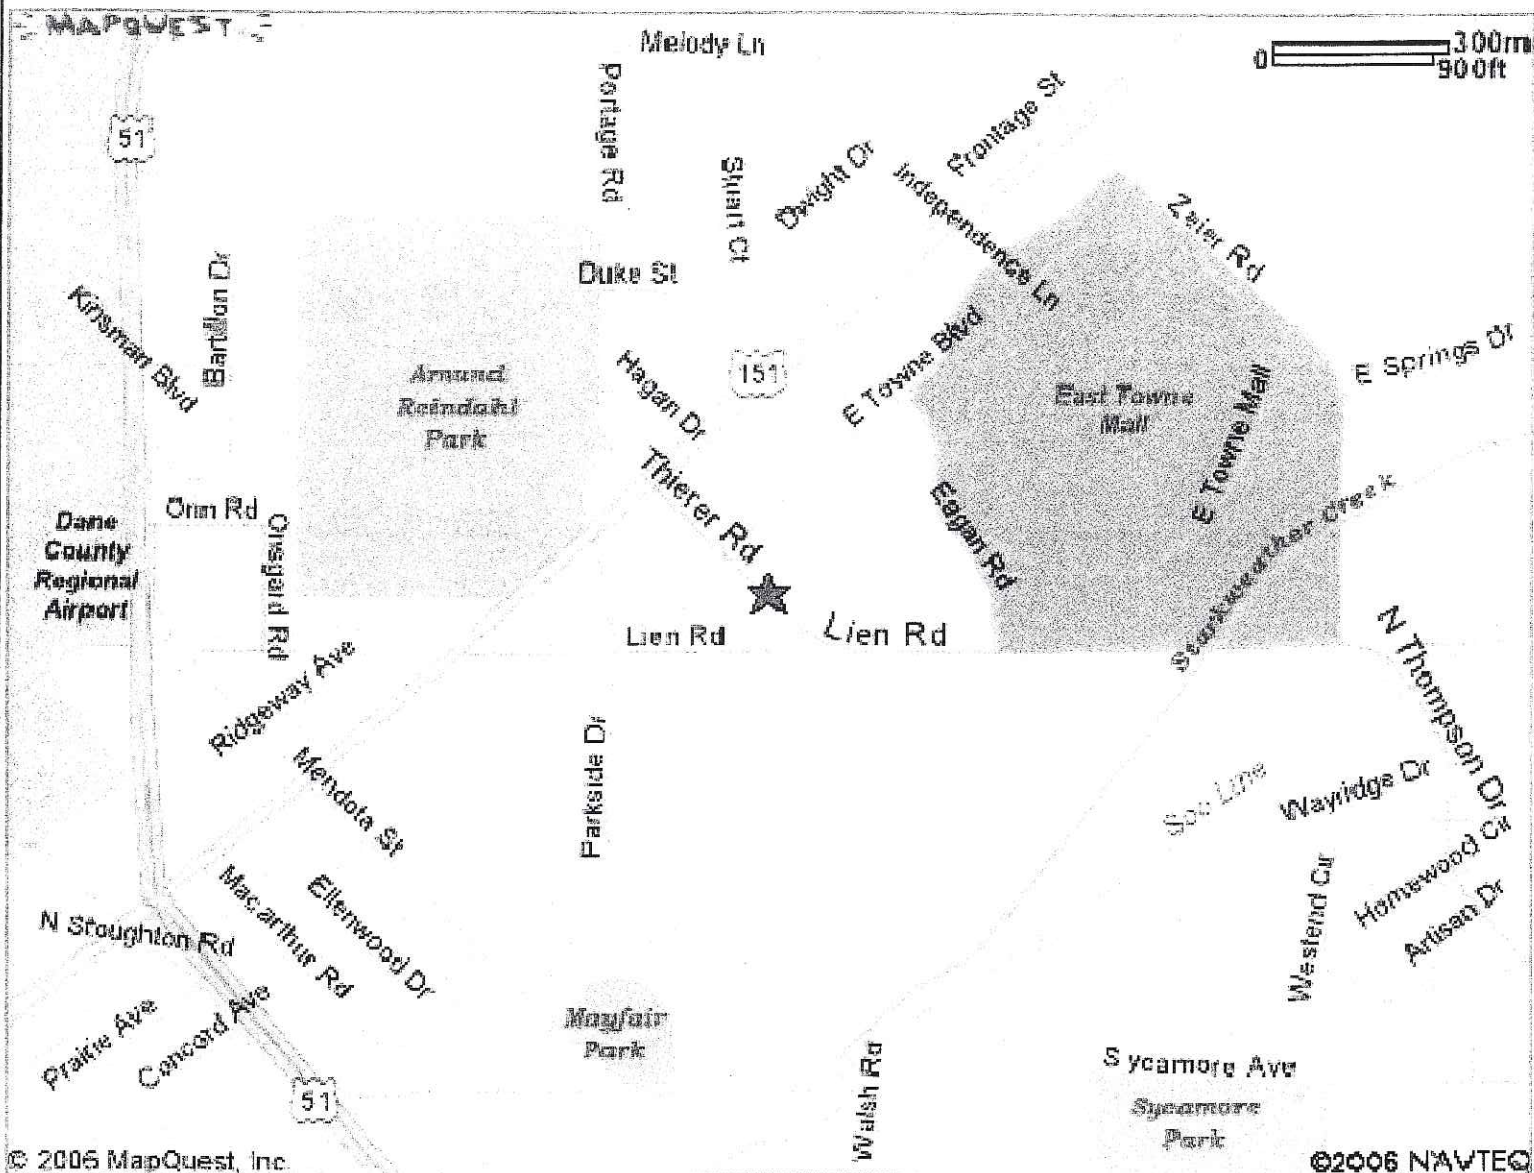 MAPQUEST
Melody Ln
0
300m
900ft
51
Portage Rd
Stuart Ct
Dwight Dr
Frontage St
Independence Ln
Zeier Rd
Duke St
Kinsman Blvd
Bartillon Dr
Hagan Dr
151
E Towne Blvd
E Springs Dr
Amund
Reindahl
Park
East Towne
Mall
E Towne Mall
Thierer Rd
Eagan Rd
Starkweather Creek
Orin Rd
Onsgard Rd
Dane
County
Regional
Airport
Lien Rd
Lien Rd
N Thompson Dr
Ridgeway Ave
Mendota St
Parkside Dr
Soo Line
Wayridge Dr
Homewood Cir
Westend Cir
Artisan Dr
Macarthur Rd
Ellenwood Dr
N Stoughton Rd
Prairie Ave
Concord Ave
51
Mayfair
Park
Walsh Rd
Sycamore Ave
Sycamore
Park
© 2006 MapQuest, Inc.
©2006 NAVTEQ